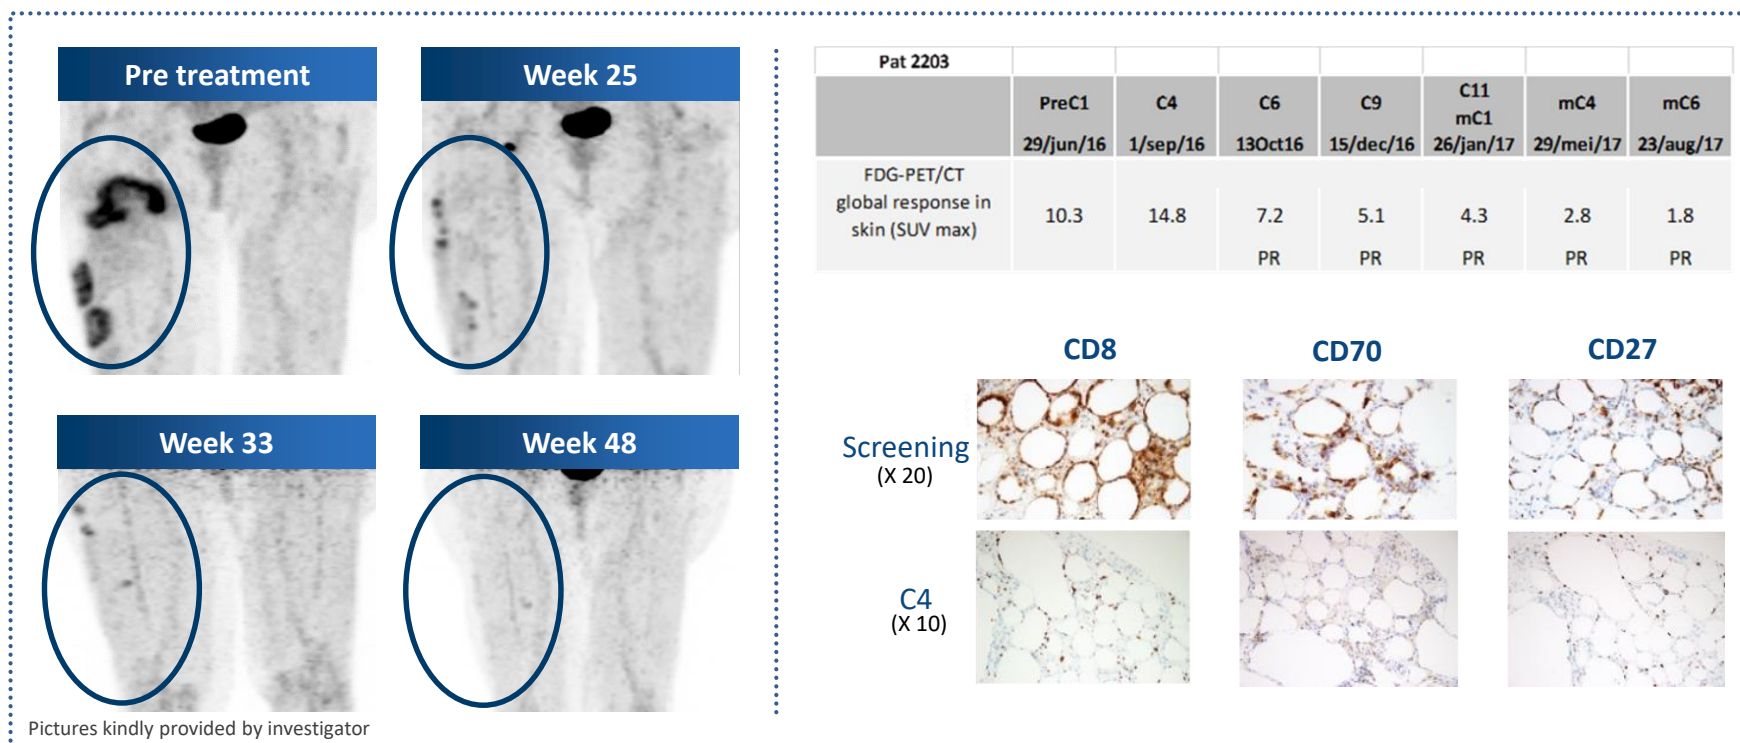 Pre treatment
Week 25
Week 33
Week 48
Pictures kindly provided by investigator
Pat 2203
PreC1 C4 C6 C9 C11 mC1 mC4 mC6
29/jun/16 1/sep/16 13Oct16 15/dec/16 26/jan/17 29/mei/17 23/aug/17
FDG-PET/CT
global response in
skin (SUV max)
10.3 14.8 7.2 5.1 4.3 2.8 1.8
PR PR PR PR PR
CD8 CD70 CD27
Screening
(X 20)
C4
(X 10)